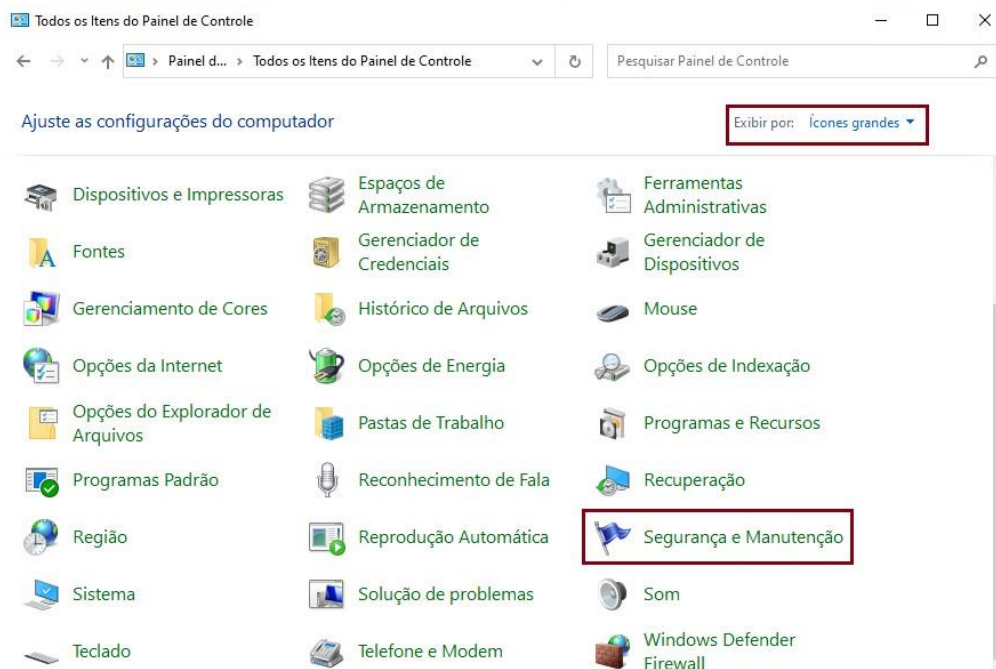 Todos os Itens do Painel de Controle
Painel d... > Todos os Itens do Painel de Controle
Pesquisar Painel de Controle
Ajuste as configurações do computador
Exibir por: Ícones grandes
Dispositivos e Impressoras
Espaços de
Armazenamento
Ferramentas
Administrativas
Fontes
Gerenciador de
Credenciais
Gerenciador de
Dispositivos
Gerenciamento de Cores
Histórico de Arquivos
Mouse
Opções da Internet
Opções de Energia
Opções de Indexação
Opções do Explorador de
Arquivos
Pastas de Trabalho
Programas e Recursos
Programas Padrão
Reconhecimento de Fala
Recuperação
Região
Reprodução Automática
Segurança e Manutenção
Sistema
Solução de problemas
Som
Teclado
Telefone e Modem
Windows Defender
Firewall